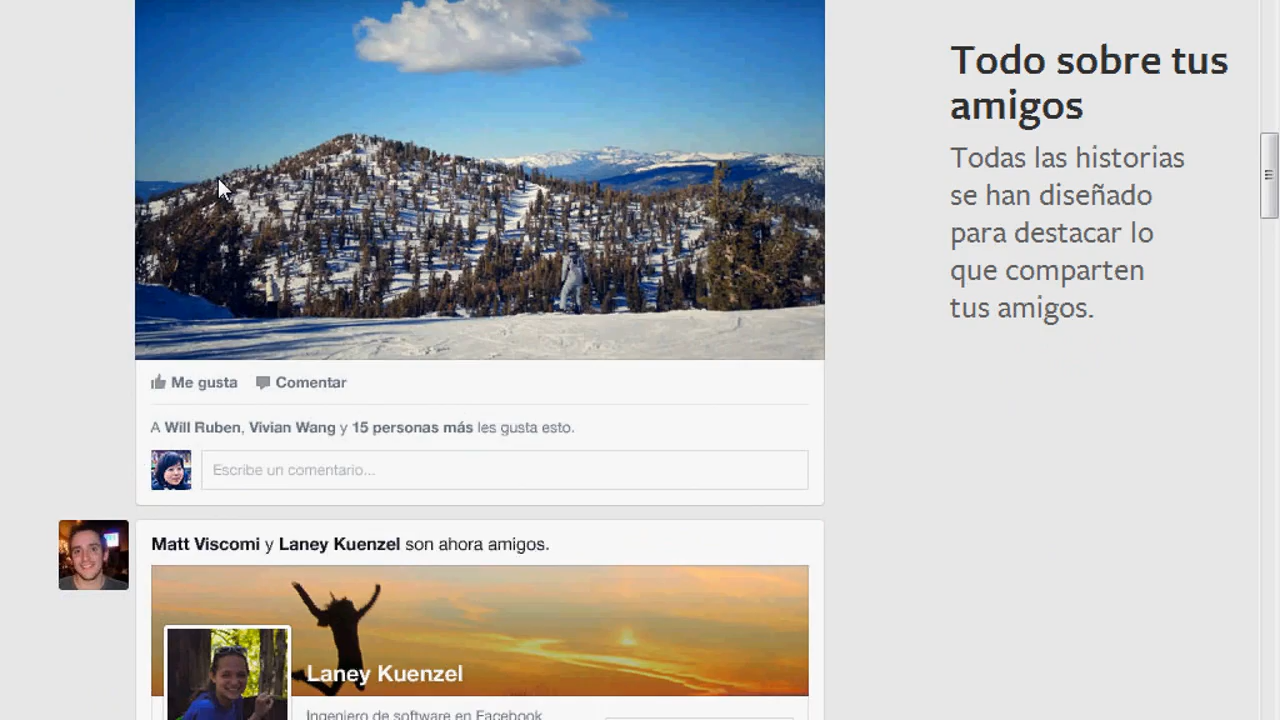 Todo sobre tus
amigos
Todas las historias
se han diseñado
para destacar lo
que comparten
tus amigos.
Me gusta Comentar
A Will Ruben, Vivian Wang y 15 personas más les gusta esto.
Escribe un comentario...
Matt Viscomi y Laney Kuenzel son ahora amigos.
Laney Kuenzel
Ingeniero de software en Facebook